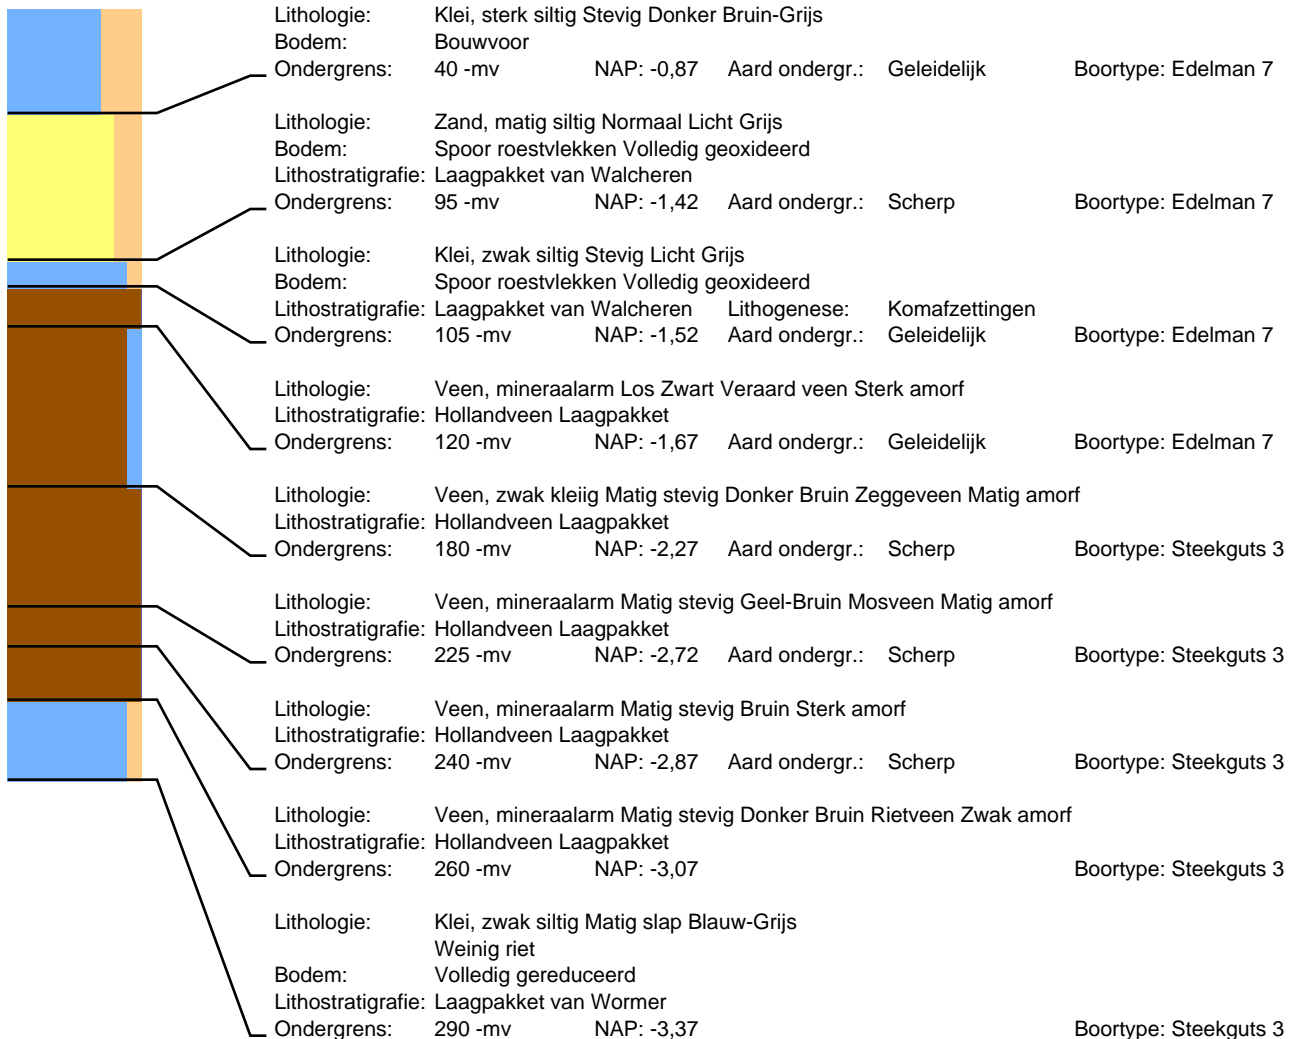 Lithologie: Klei, sterk siltig Stevig Donker Bruin-Grijs
Bodem: Bouwvoor
Ondergrens: 40 -mv NAP: -0,87 Aard ondergr.: Geleidelijk Boortype: Edelman 7
Lithologie: Zand, matig siltig Normaal Licht Grijs
Bodem: Spoor roestvlekken Volledig geoxideerd
Lithostratigrafie: Laagpakket van Walcheren
Ondergrens: 95 -mv NAP: -1,42 Aard ondergr.: Scherp Boortype: Edelman 7
Lithologie: Klei, zwak siltig Stevig Licht Grijs
Bodem: Spoor roestvlekken Volledig geoxideerd
Lithostratigrafie: Laagpakket van Walcheren Lithogenese: Komafzettingen
Ondergrens: 105 -mv NAP: -1,52 Aard ondergr.: Geleidelijk Boortype: Edelman 7
Lithologie: Veen, mineraalarm Los Zwart Veraard veen Sterk amorf
Lithostratigrafie: Hollandveen Laagpakket
Ondergrens: 120 -mv NAP: -1,67 Aard ondergr.: Geleidelijk Boortype: Edelman 7
Lithologie: Veen, zwak kleiig Matig stevig Donker Bruin Zeggeveen Matig amorf
Lithostratigrafie: Hollandveen Laagpakket
Ondergrens: 180 -mv NAP: -2,27 Aard ondergr.: Scherp Boortype: Steekguts 3
Lithologie: Veen, mineraalarm Matig stevig Geel-Bruin Mosveen Matig amorf
Lithostratigrafie: Hollandveen Laagpakket
Ondergrens: 225 -mv NAP: -2,72 Aard ondergr.: Scherp Boortype: Steekguts 3
Lithologie: Veen, mineraalarm Matig stevig Bruin Sterk amorf
Lithostratigrafie: Hollandveen Laagpakket
Ondergrens: 240 -mv NAP: -2,87 Aard ondergr.: Scherp Boortype: Steekguts 3
Lithologie: Veen, mineraalarm Matig stevig Donker Bruin Rietveen Zwak amorf
Lithostratigrafie: Hollandveen Laagpakket
Ondergrens: 260 -mv NAP: -3,07 Boortype: Steekguts 3
Lithologie: Klei, zwak siltig Matig slap Blauw-Grijs
Weinig riet
Bodem: Volledig gereduceerd
Lithostratigrafie: Laagpakket van Wormer
Ondergrens: 290 -mv NAP: -3,37 Boortype: Steekguts 3